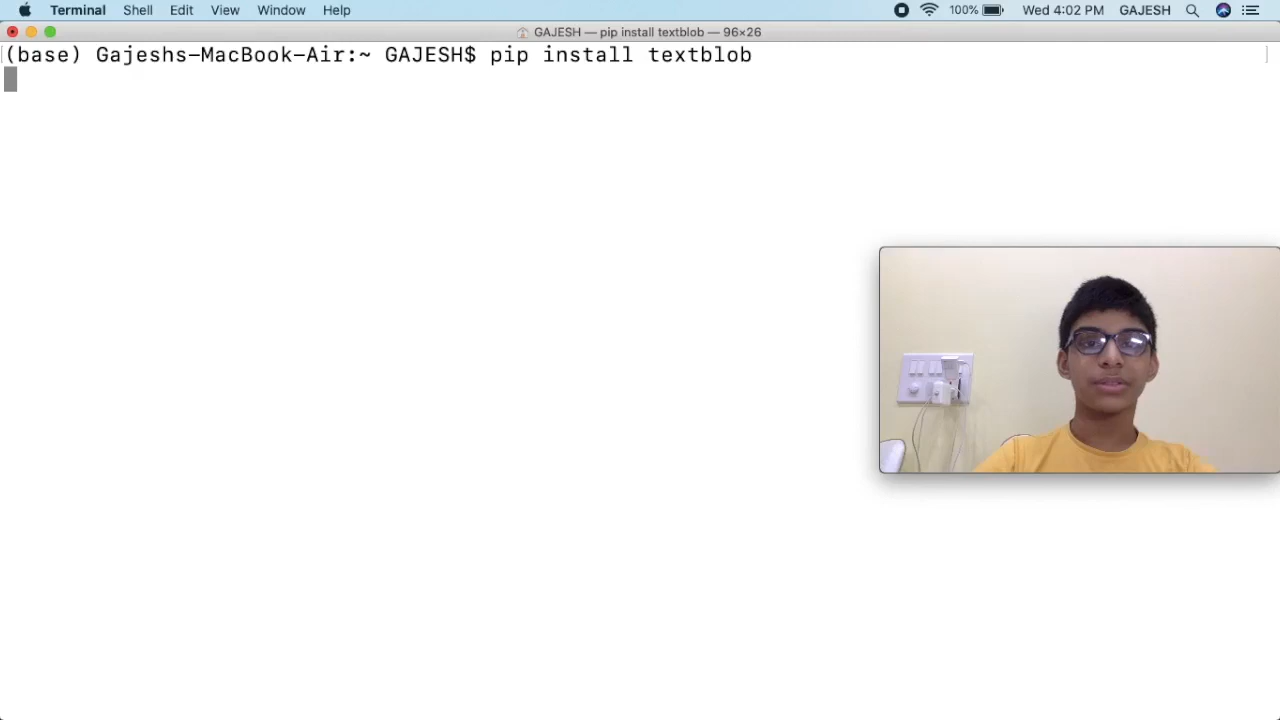 Terminal Shell Edit View Window Help 100% Wed 4:02 PM GAJESH
GAJESH — pip install textblob — 96×26
(base) Gajeshs-MacBook-Air:~ GAJESH$ pip install textblob